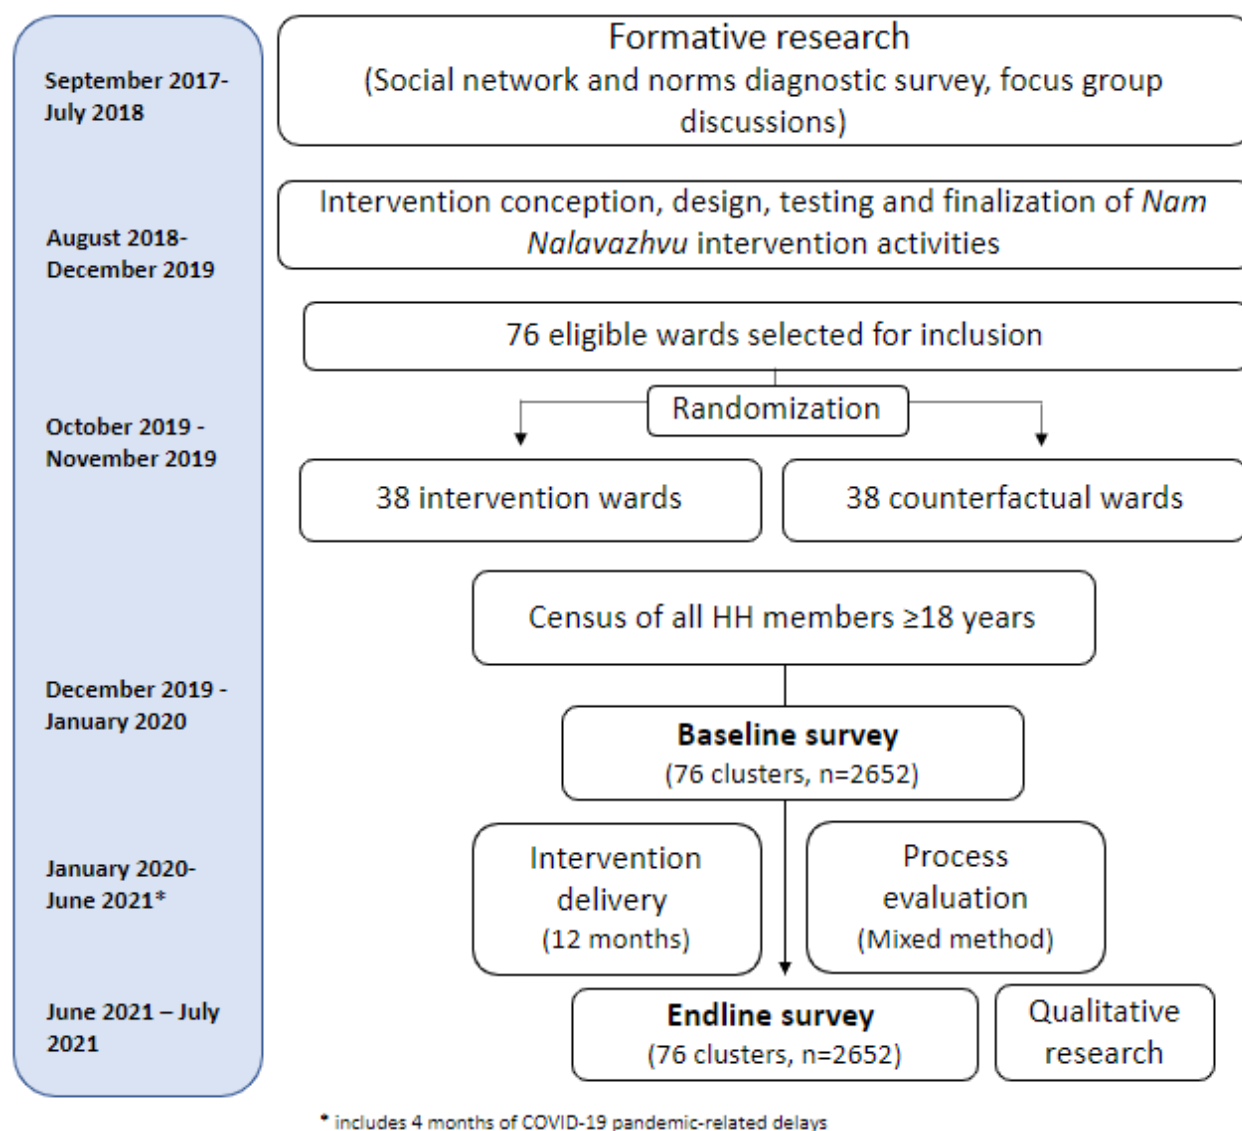 September 2017-
July 2018
Formative research
(Social network and norms diagnostic survey, focus group
discussions)
August 2018-
December 2019
Intervention conception, design, testing and finalization of Nam
Nalavazhvu intervention activities
76 eligible wards selected for inclusion
Randomization
October 2019 -
November 2019
38 intervention wards
38 counterfactual wards
Census of all HH members ≥18 years
December 2019 -
January 2020
Baseline survey
(76 clusters, n=2652)
January 2020-
June 2021*
Intervention
delivery
(12 months)
Process
evaluation
(Mixed method)
June 2021 – July
2021
Endline survey
(76 clusters, n=2652)
Qualitative
research
* includes 4 months of COVID-19 pandemic-related delays